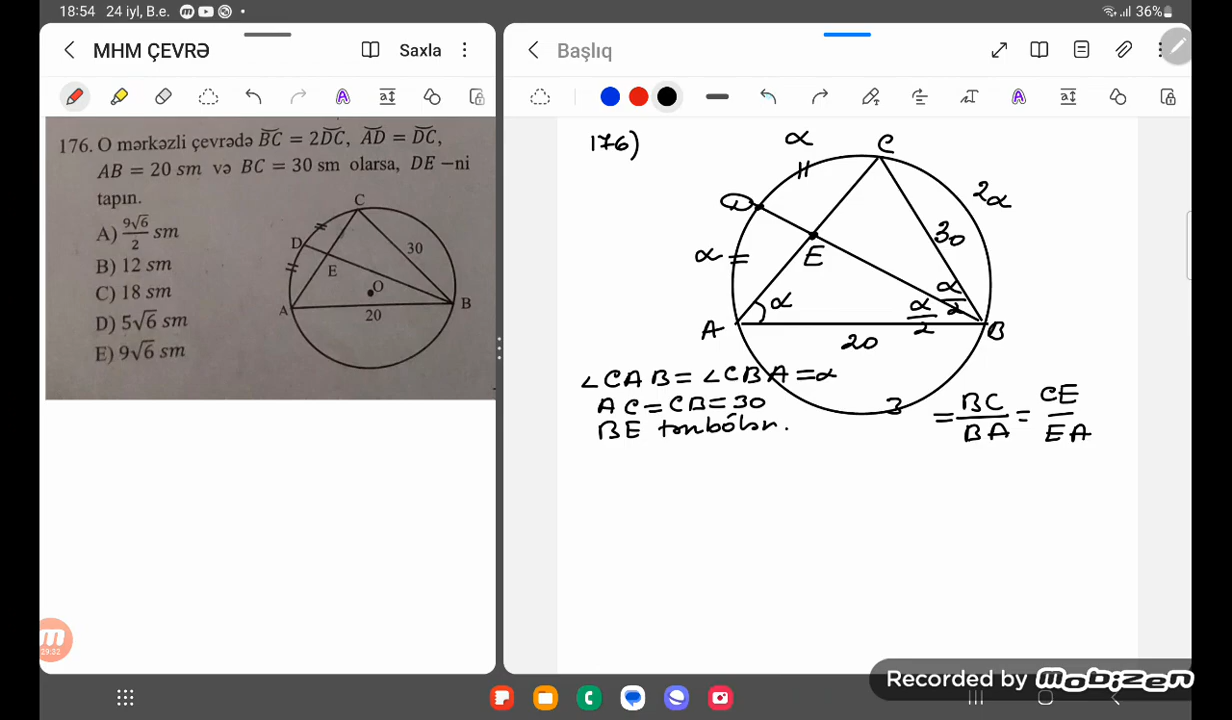 18:54 24 iyl, B.e. 36%
MHM ÇEVRƏ Saxla
176. O mərkəzli çevrədə BC = 2DC, AD = DC,
AB = 20 sm və BC = 30 sm olarsa, DE –ni
tapın.
A) 9√6/2 sm
B) 12 sm
C) 18 sm
D) 5√6 sm
E) 9√6 sm
C
D
E
30
O
A
B
20
m
29:32
Başlıq
176)
α
C
D
2α
30
α
E
α
α/2
α/2
A
20
B
∠CAB = ∠CBA = α
AC = CB = 30
BE tənbölən.
3
= BC/BA = CE/EA
Recorded by mobizen